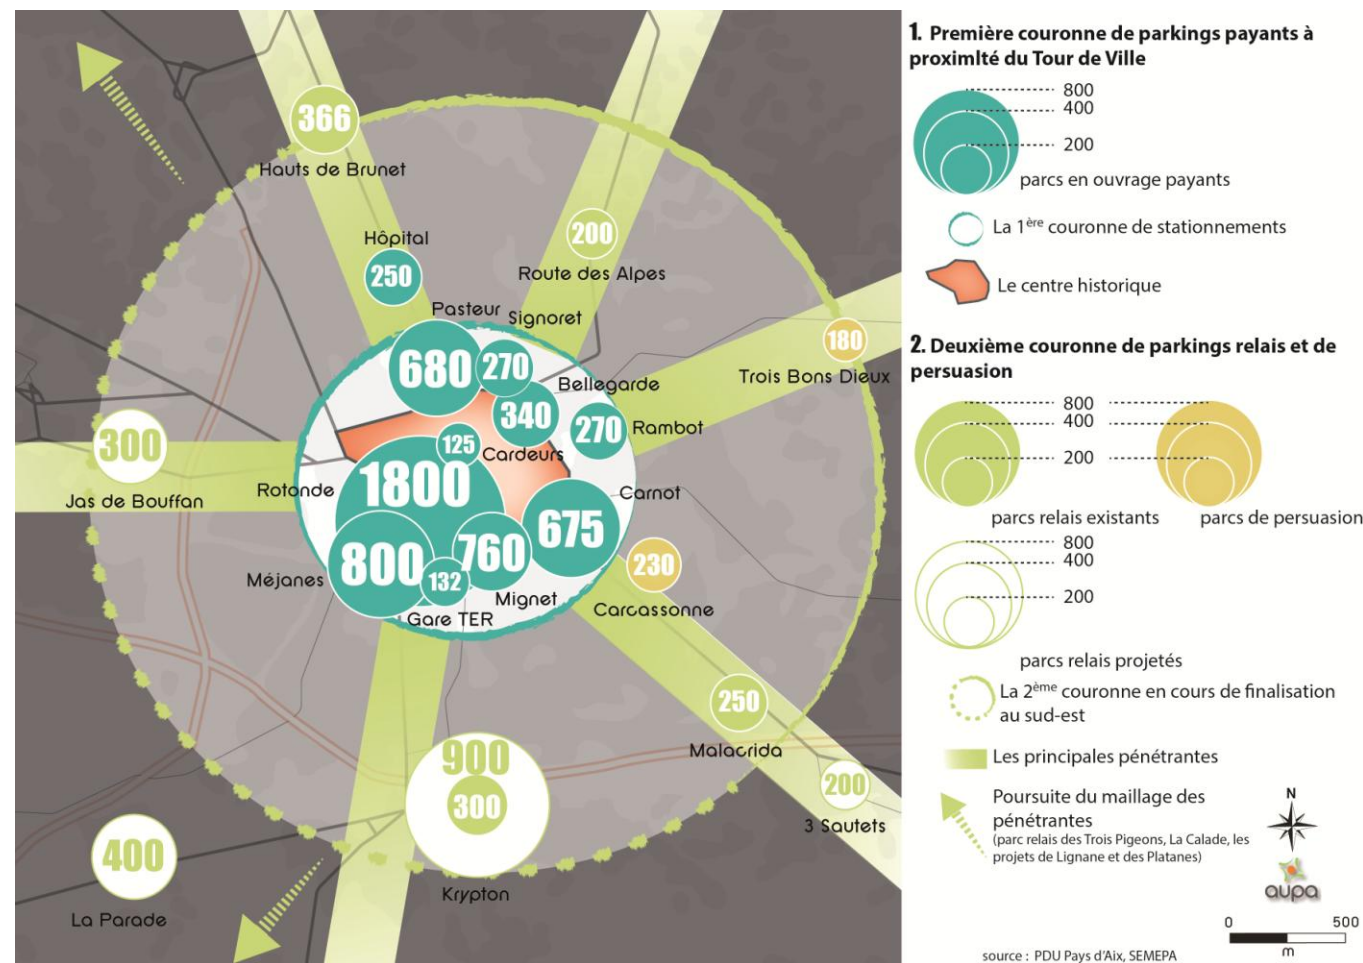 366
Hauts de Brunet
200
Route des Alpes
Hôpital
250
Pasteur
Signoret
680
270
Bellegarde
340
270
Rambot
180
Trois Bons Dieux
300
Jas de Bouffan
125
Cardeurs
1800
Rotonde
Carnot
675
800
760
132
Méjanes
Mignet
Gare TER
230
Carcassonne
250
Malacrida
200
3 Sautets
900
300
Krypton
400
La Parade
1. Première couronne de parkings payants à
proximité du Tour de Ville
800
400
200
parcs en ouvrage payants
La 1ère couronne de stationnements
Le centre historique
2. Deuxième couronne de parkings relais et de
persuasion
800
400
200
parcs relais existants
parcs de persuasion
800
400
200
parcs relais projetés
La 2ème couronne en cours de finalisation
au sud-est
Les principales pénétrantes
Poursuite du maillage des
pénétrantes
(parc relais des Trois Pigeons, La Calade, les
projets de Lignane et des Platanes)
N
aupa
0 500
m
source : PDU Pays d'Aix, SEMEPA